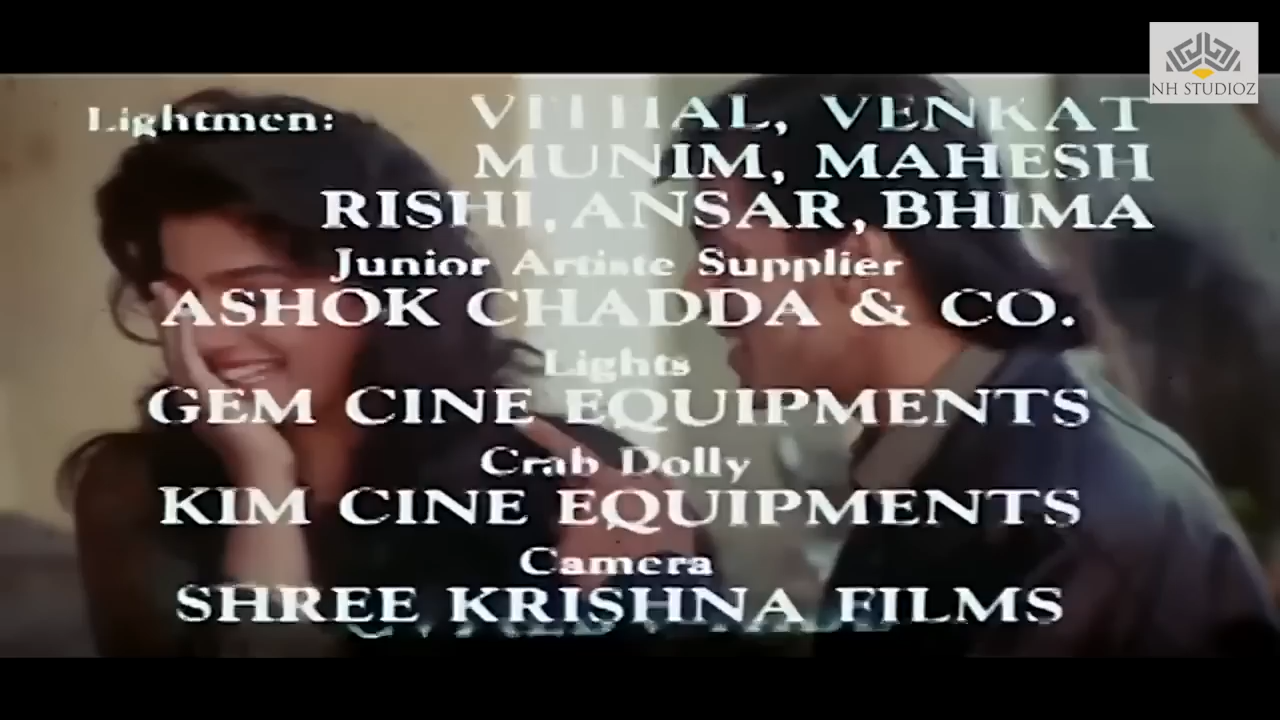 NH STUDIOZ
Lightmen: VITHAL, VENKAT
MUNIM, MAHESH
RISHI, ANSAR, BHIMA
Junior Artiste Supplier
ASHOK CHADDA & CO.
Lights
GEM CINE EQUIPMENTS
Crab Dolly
KIM CINE EQUIPMENTS
Camera
SHREE KRISHNA FILMS